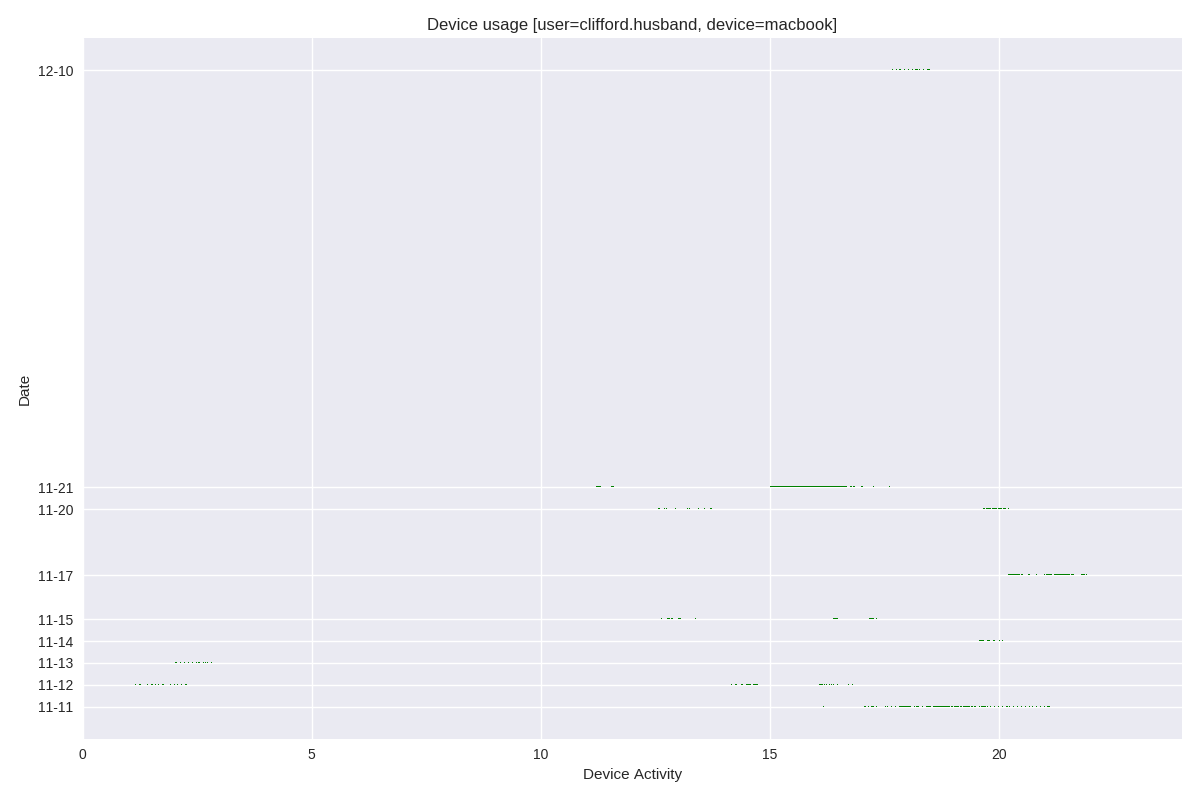 Device usage [user=clifford.husband, device=macbook]
12-10
11-21
11-20
11-17
11-15
11-14
11-13
11-12
11-11
Date
0 5 10 15 20
Device Activity